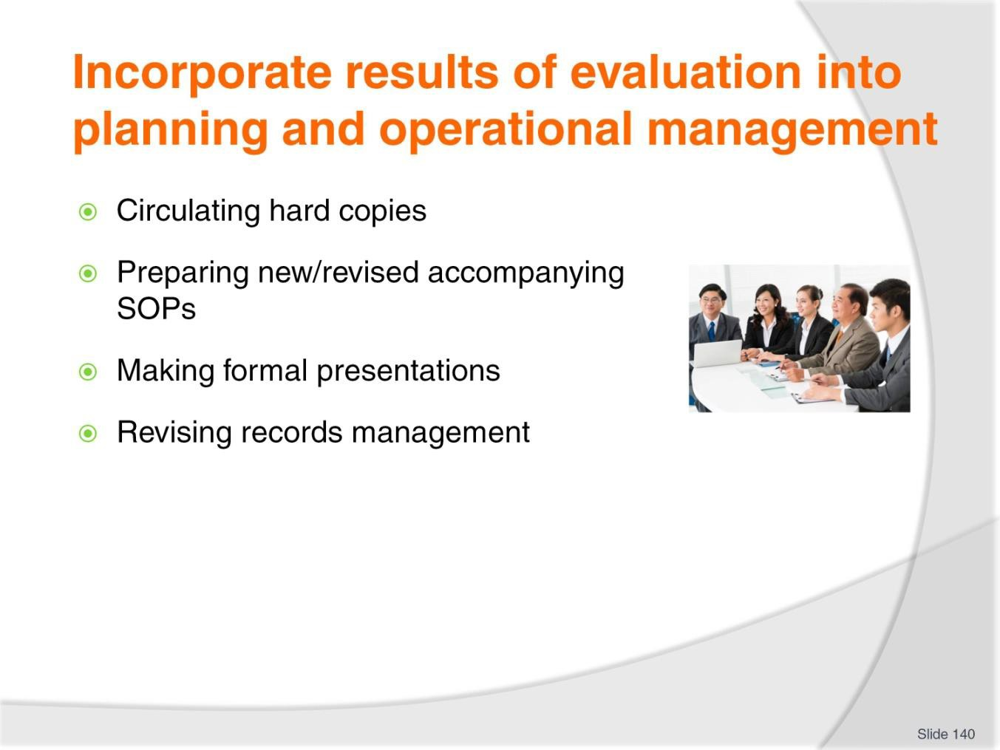 Incorporate results of evaluation into
planning and operational management
Circulating hard copies
Preparing new/revised accompanying
SOPs
Making formal presentations
Revising records management
Slide 140